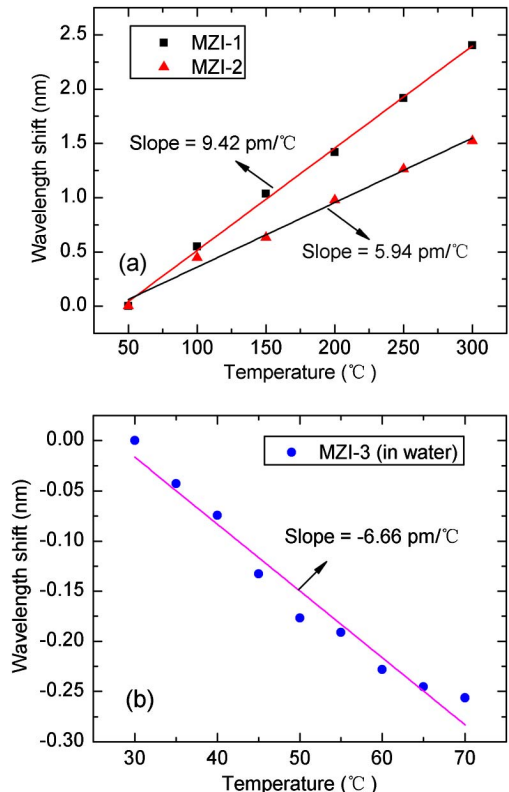 2.5
2.0
1.5
1.0
0.5
0.0
Wavelength shift (nm)
MZI-1
MZI-2
Slope = 9.42 pm/℃
Slope = 5.94 pm/℃
(a)
50 100 150 200 250 300
Temperature (℃)
0.00
-0.05
-0.10
-0.15
-0.20
-0.25
-0.30
Wavelength shift (nm)
MZI-3 (in water)
Slope = -6.66 pm/℃
(b)
30 40 50 60 70
Temperature (℃)